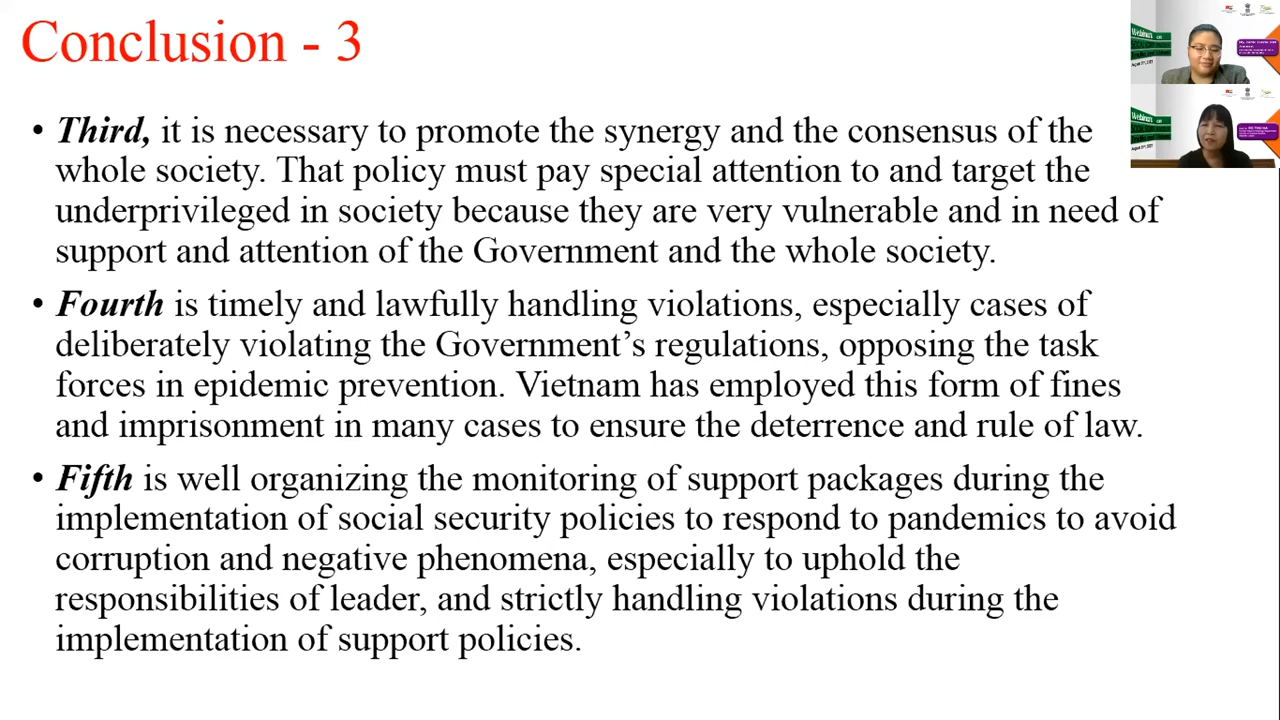 Conclusion - 3
• Third, it is necessary to promote the synergy and the consensus of the
whole society. That policy must pay special attention to and target the
underprivileged in society because they are very vulnerable and in need of
support and attention of the Government and the whole society.
• Fourth is timely and lawfully handling violations, especially cases of
deliberately violating the Government’s regulations, opposing the task
forces in epidemic prevention. Vietnam has employed this form of fines
and imprisonment in many cases to ensure the deterrence and rule of law.
• Fifth is well organizing the monitoring of support packages during the
implementation of social security policies to respond to pandemics to avoid
corruption and negative phenomena, especially to uphold the
responsibilities of leader, and strictly handling violations during the
implementation of support policies.
Webinar on
Webinar on